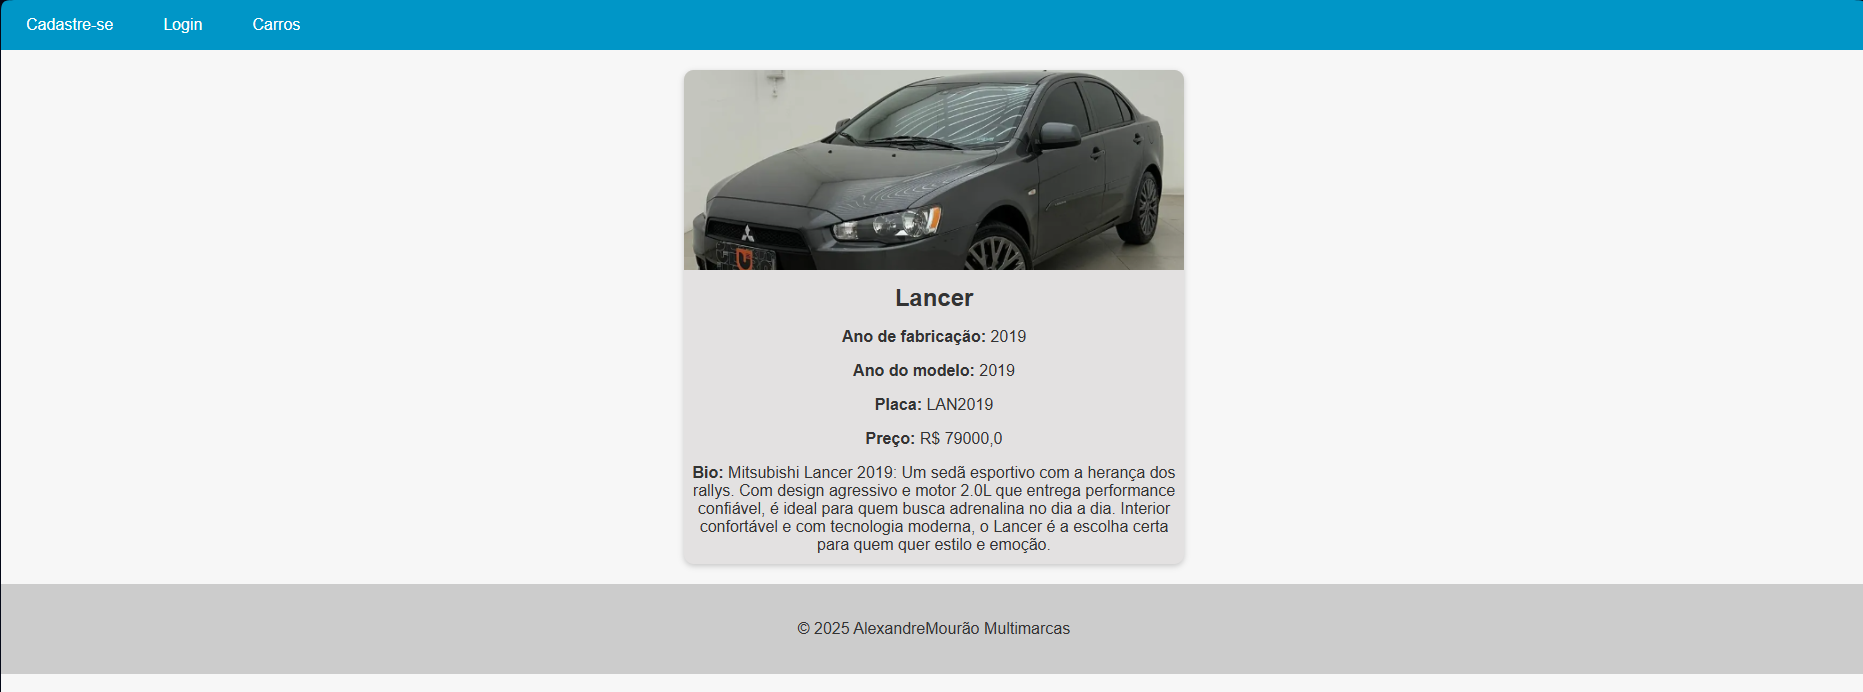 Cadastre-se Login Carros
Lancer
Ano de fabricação: 2019
Ano do modelo: 2019
Placa: LAN2019
Preço: R$ 79000,0
Bio: Mitsubishi Lancer 2019: Um sedã esportivo com a herança dos
rallys. Com design agressivo e motor 2.0L que entrega performance
confiável, é ideal para quem busca adrenalina no dia a dia. Interior
confortável e com tecnologia moderna, o Lancer é a escolha certa
para quem quer estilo e emoção.
© 2025 AlexandreMourão Multimarcas